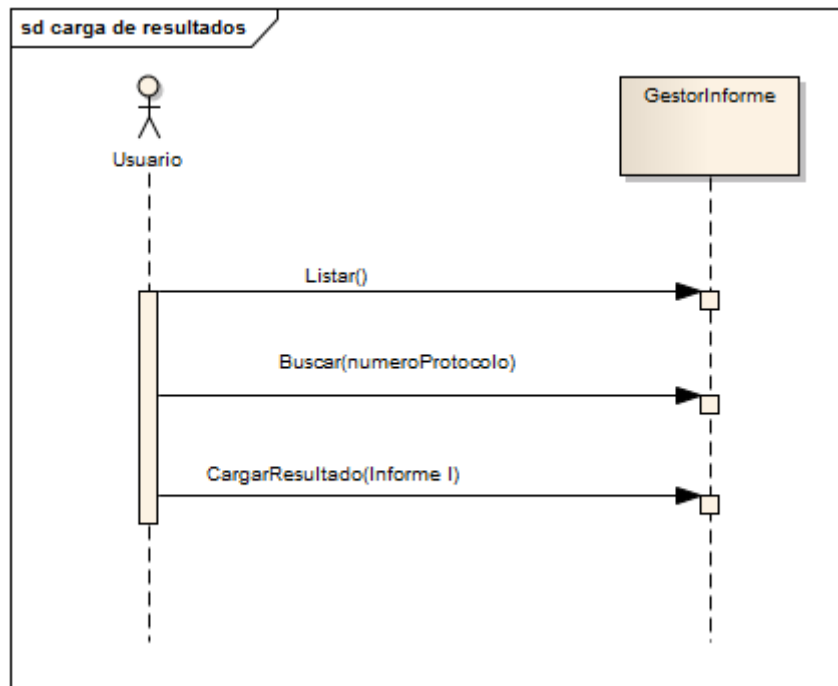 sd carga de resultados
Usuario
GestorInforme
Listar()
Buscar(numeroProtocolo)
CargarResultado(Informe I)